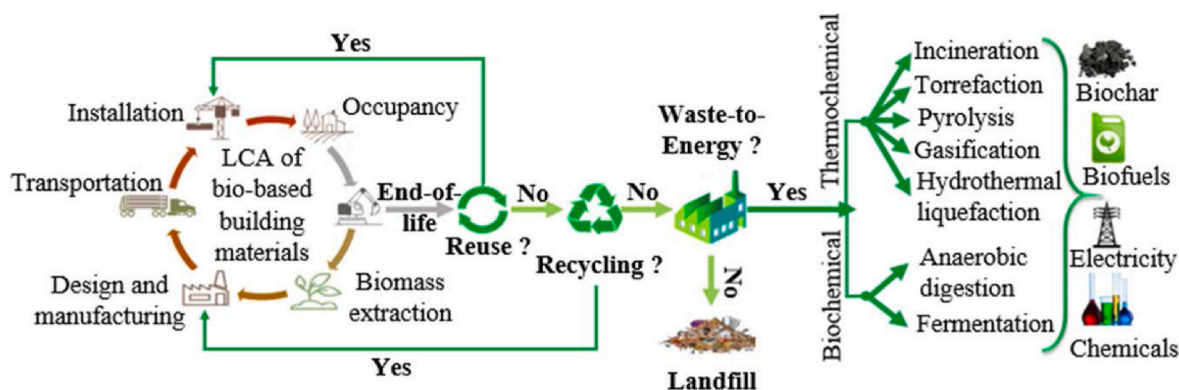 Yes
Installation
Occupancy
LCA of
bio-based
building
materials
Transportation
End-of-
life
Design and
manufacturing
Biomass
extraction
Reuse ?
No
Recycling ?
No
Yes
Waste-to-
Energy ?
Yes
No
Landfill
Thermochemical
Biochemical
Incineration
Torrefaction
Pyrolysis
Gasification
Hydrothermal
liquefaction
Anaerobic
digestion
Fermentation
Biochar
Biofuels
Electricity
Chemicals